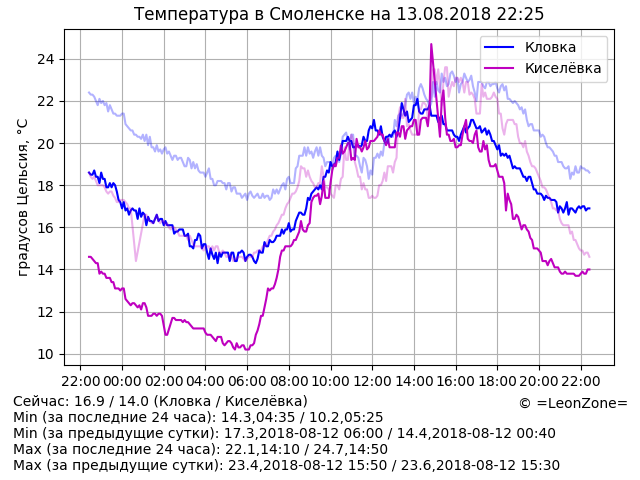 Температура в Смоленске на 13.08.2018 22:25
Кловка
Киселёвка
градусов Цельсия, °C
24
22
20
18
16
14
12
10
22:00 00:00 02:00 04:00 06:00 08:00 10:00 12:00 14:00 16:00 18:00 20:00 22:00
Сейчас: 16.9 / 14.0 (Кловка / Киселёвка)
© =LeonZone=
Min (за последние 24 часа): 14.3,04:35 / 10.2,05:25
Min (за предыдущие сутки): 17.3,2018-08-12 06:00 / 14.4,2018-08-12 00:40
Max (за последние 24 часа): 22.1,14:10 / 24.7,14:50
Max (за предыдущие сутки): 23.4,2018-08-12 15:50 / 23.6,2018-08-12 15:30